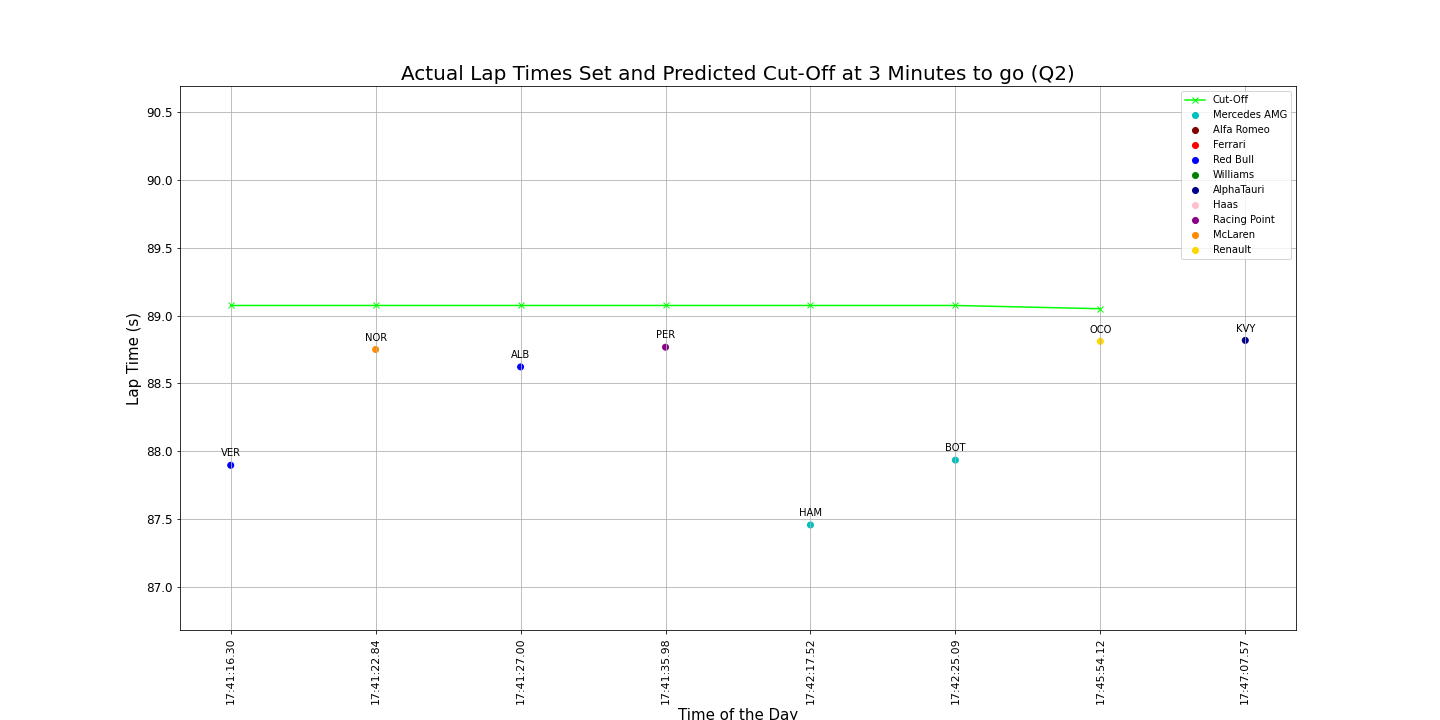 Actual Lap Times Set and Predicted Cut-Off at 3 Minutes to go (Q2)
Cut-Off
Mercedes AMG
Alfa Romeo
Ferrari
Red Bull
Williams
AlphaTauri
Haas
Racing Point
McLaren
Renault
Lap Time (s)
90.5
90.0
89.5
89.0
88.5
88.0
87.5
87.0
VER
NOR
ALB
PER
HAM
BOT
OCO
KVY
17:41:16.30
17:41:22.84
17:41:27.00
17:41:35.98
17:42:17.52
17:42:25.09
17:45:54.12
17:47:07.57
Time of the Day